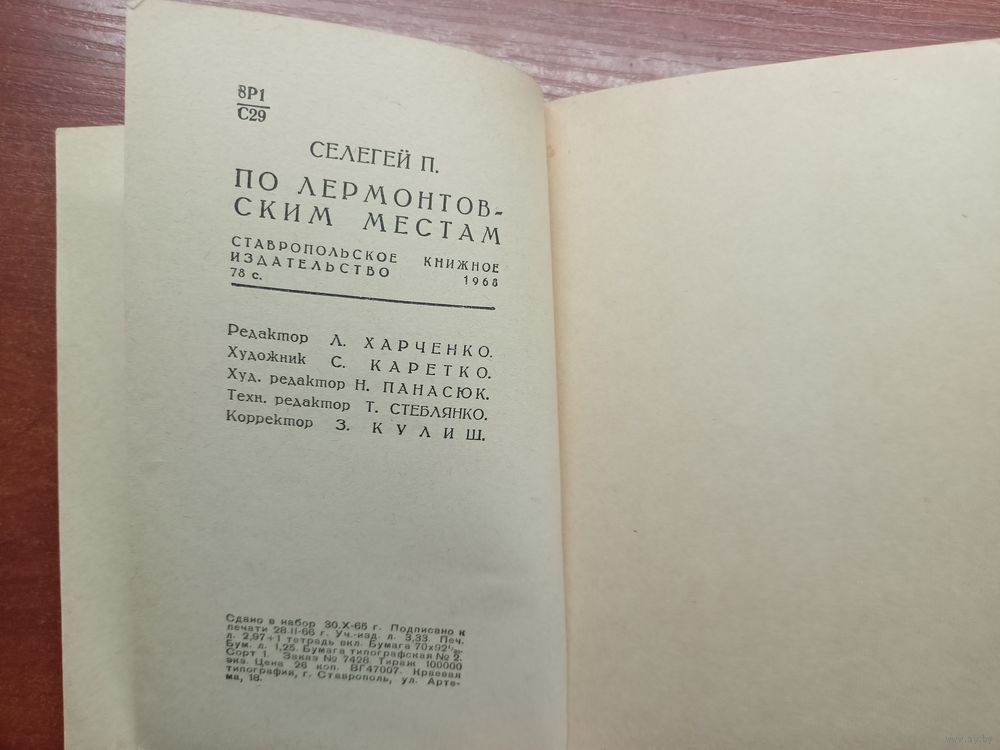 8Р1
С29
СЕЛЕГЕЙ П.
ПО ЛЕРМОНТОВ-
СКИМ МЕСТАМ
СТАВРОПОЛЬСКОЕ КНИЖНОЕ
ИЗДАТЕЛЬСТВО 1968
78 с.
Редактор Л. ХАРЧЕНКО.
Художник С. КАРЕТКО.
Худ. редактор Н. ПАНАСЮК.
Техн. редактор Т. СТЕБЛЯНКО.
Корректор З. КУЛИШ.
Сдано в набор 30.X-65 г. Подписано к
печати 28.II-66 г. Уч.-изд. л. 3,33. Печ.
л. 2,97+1 тетрадь вкл. Бумага 70х92
Бум. л. 1,25. Бумага типографская № 2.
Сорт 1. Заказ № 7428. Тираж 100000
экз. Цена 26 коп. ВГ47007. Краевая
типография, г. Ставрополь, ул. Арте-
ма, 18.